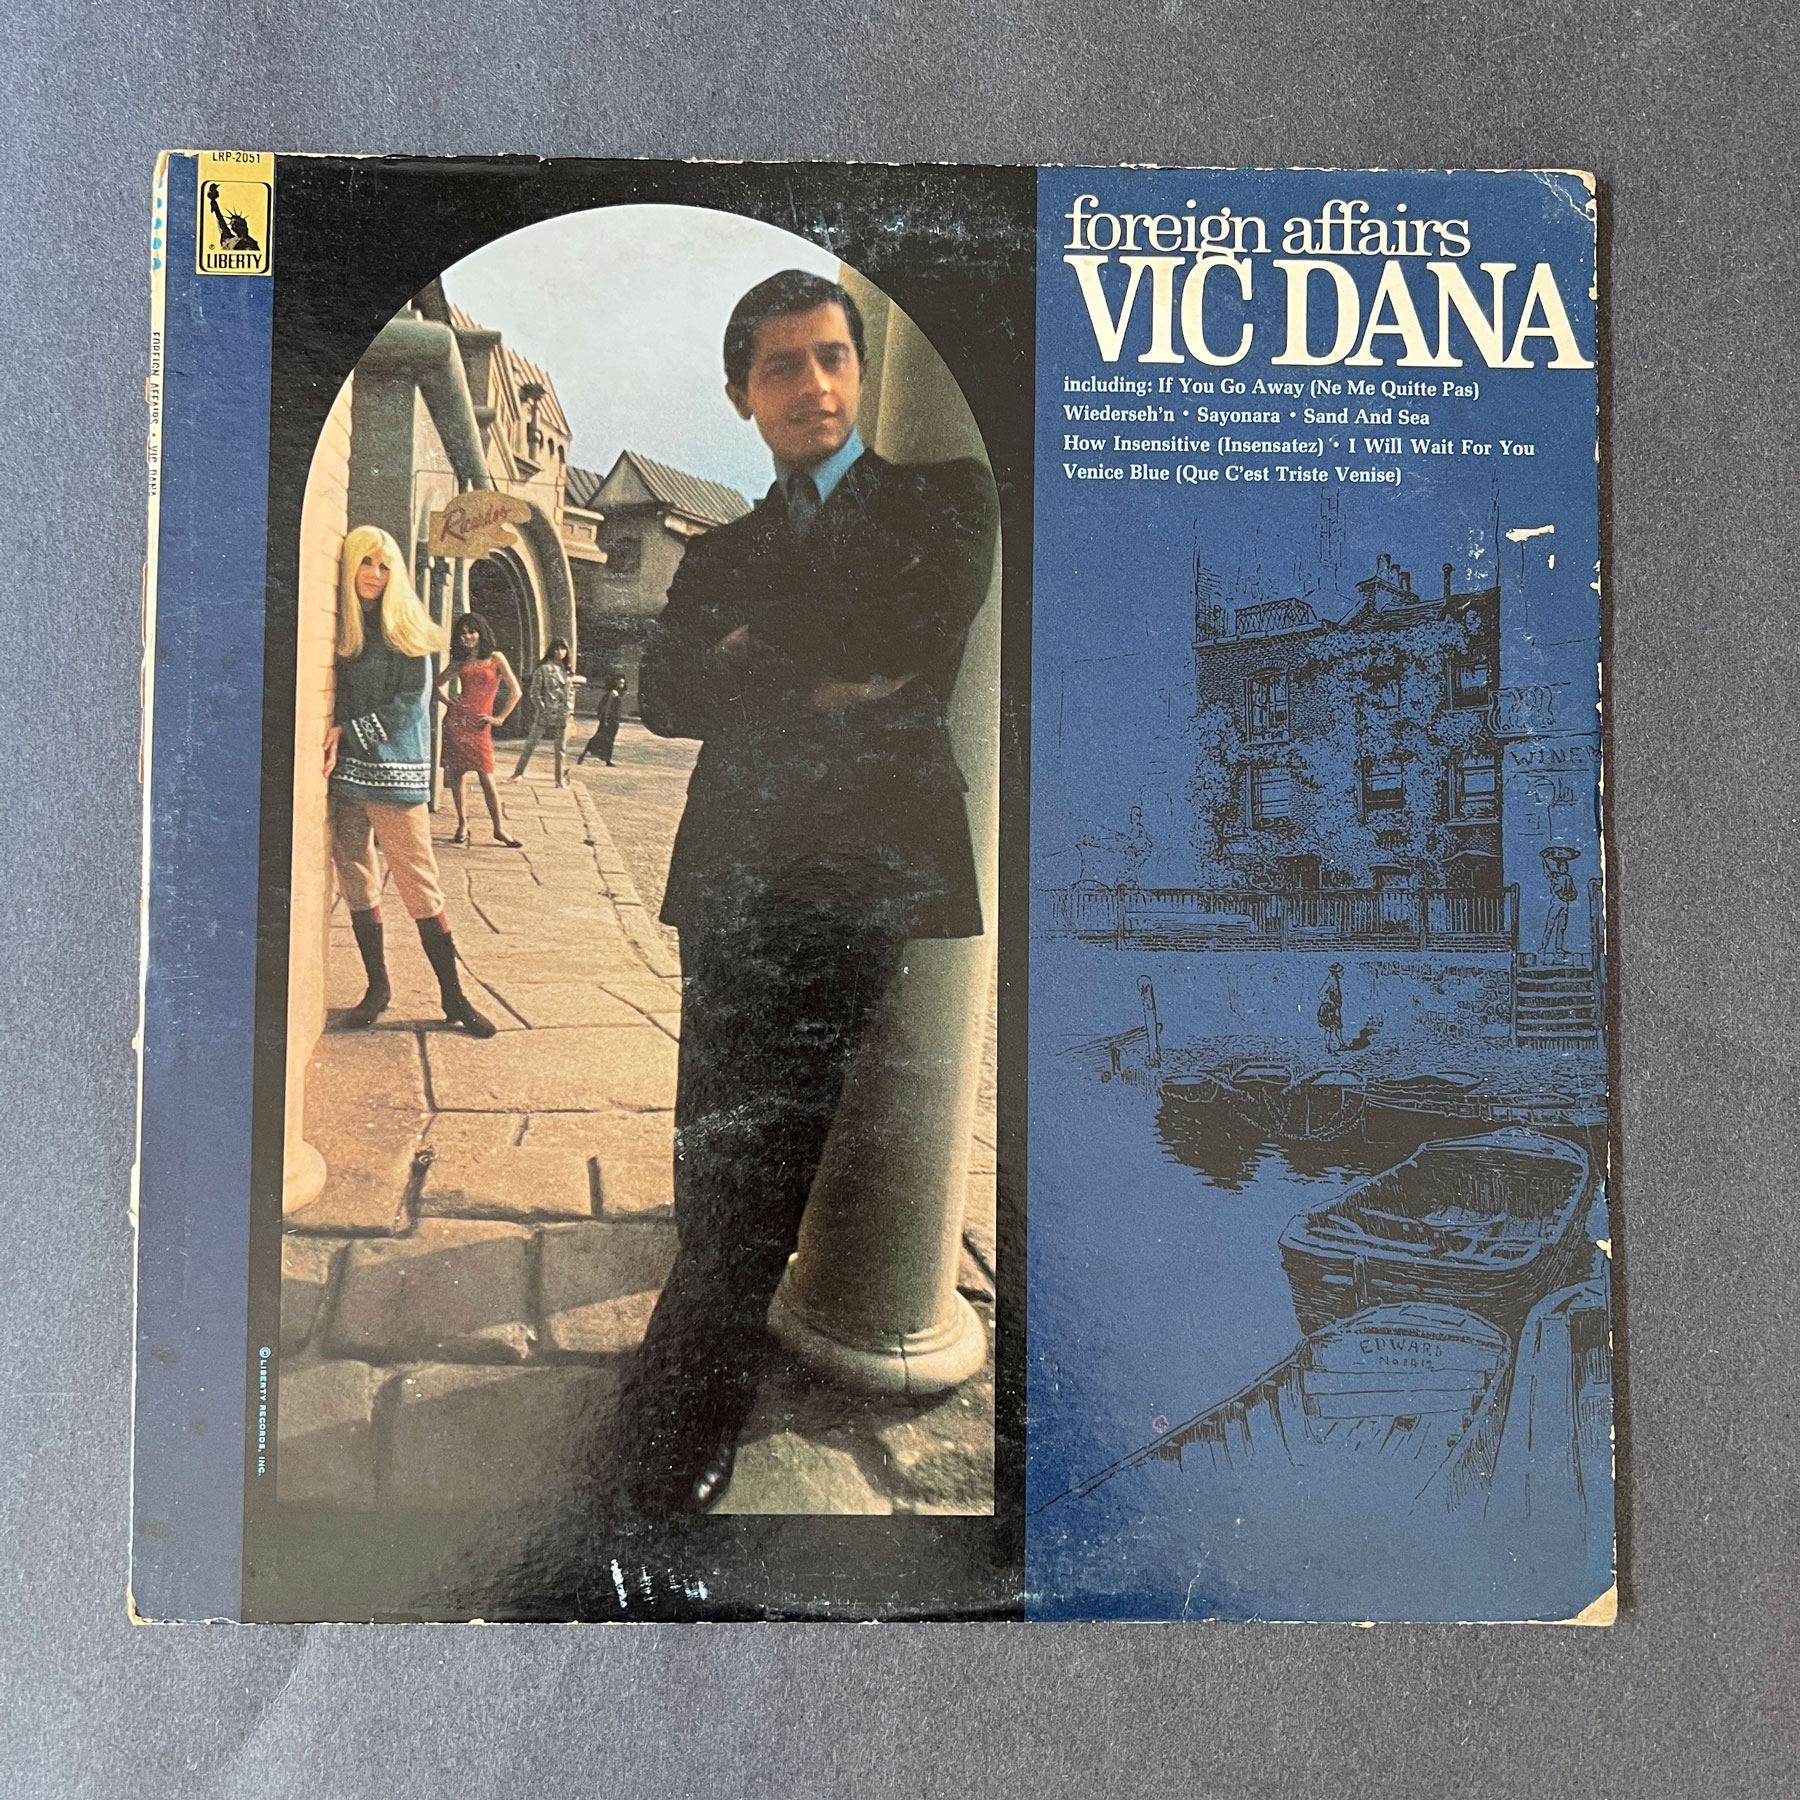 LRP-2051
LIBERTY
FOREIGN AFFAIRS • VIC DANA
foreign affairs
VIC DANA
including: If You Go Away (Ne Me Quitte Pas)
Wiederseh'n • Sayonara • Sand And Sea
How Insensitive (Insensatez) • I Will Wait For You
Venice Blue (Que C'est Triste Venise)
Ricardos
WINE
EDWARD
© LIBERTY RECORDS, INC.